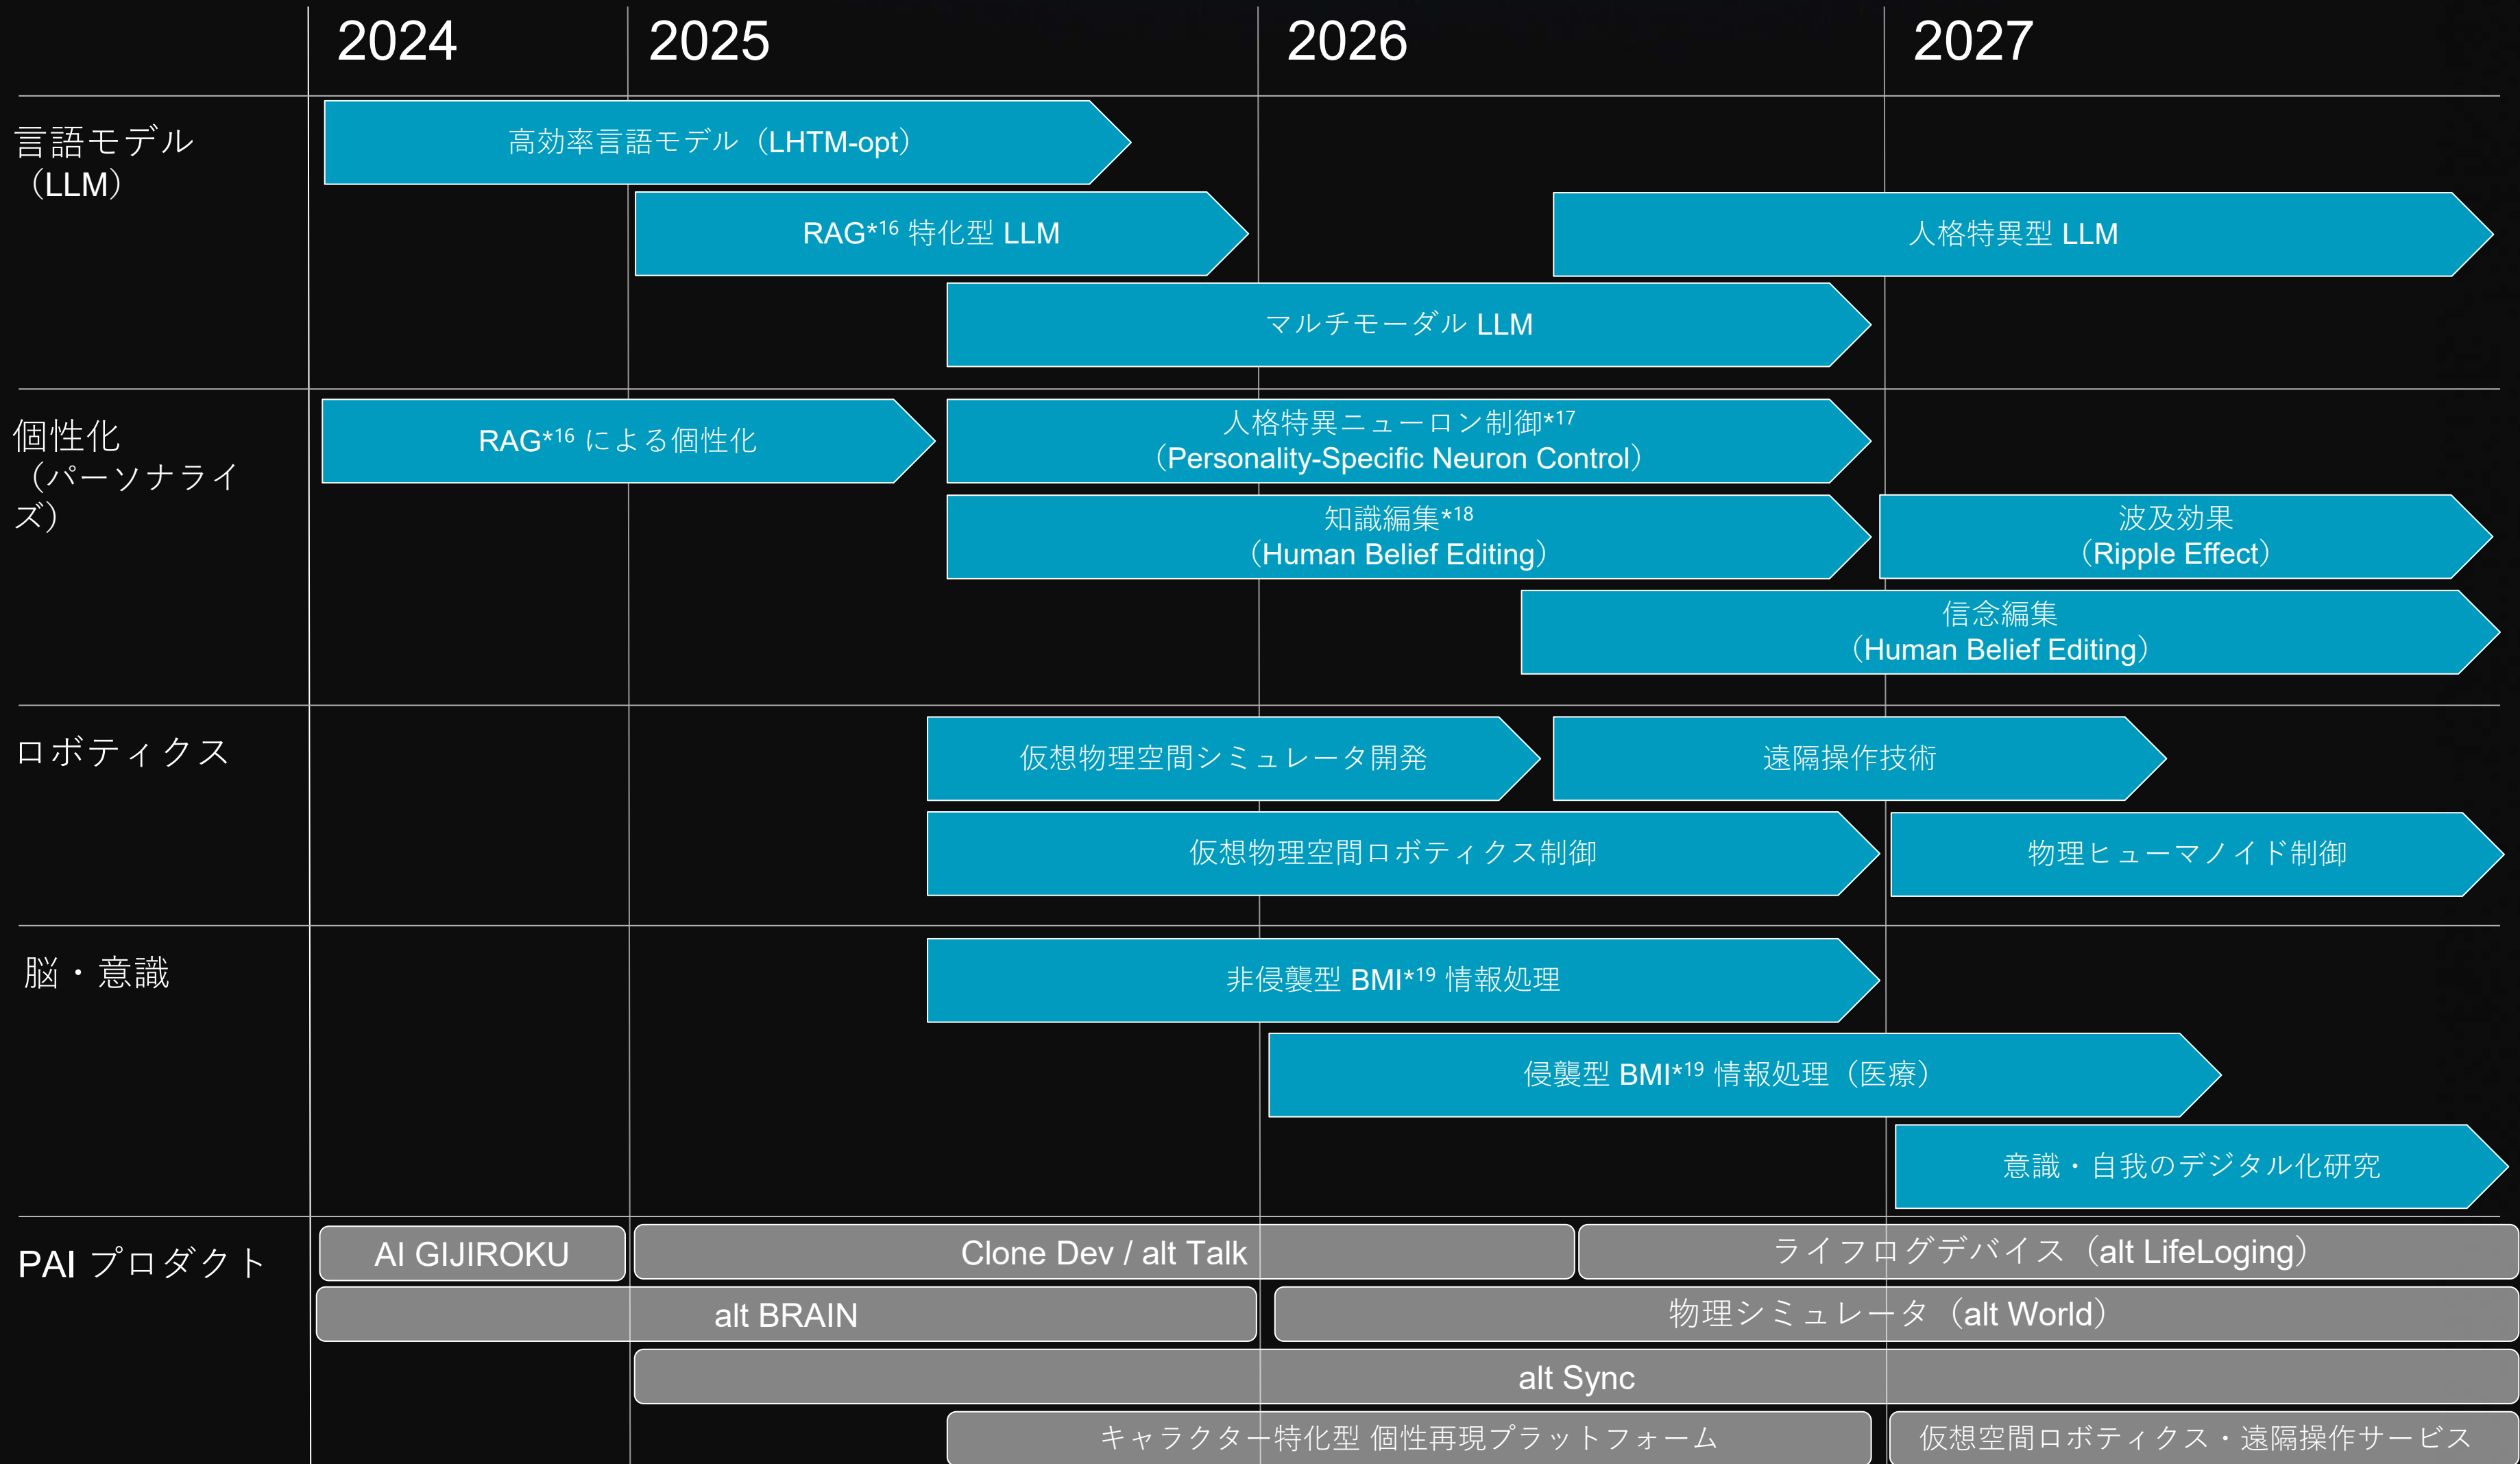 2024
2025
2026
2027
言語モデル
（LLM）
高効率言語モデル（LHTM-opt）
RAG*16 特化型 LLM
人格特異型 LLM
マルチモーダル LLM
個性化
（パーソナライ
ズ）
RAG*16 による個性化
人格特異ニューロン制御*17
（Personality-Specific Neuron Control）
知識編集*18
（Human Belief Editing）
波及効果
（Ripple Effect）
信念編集
（Human Belief Editing）
ロボティクス
仮想物理空間シミュレータ開発
遠隔操作技術
仮想物理空間ロボティクス制御
物理ヒューマノイド制御
脳・意識
非侵襲型 BMI*19 情報処理
侵襲型 BMI*19 情報処理（医療）
意識・自我のデジタル化研究
PAI プロダクト
AI GIJIROKU
Clone Dev / alt Talk
ライフログデバイス（alt LifeLoging）
alt BRAIN
物理シミュレータ（alt World）
alt Sync
キャラクター特化型 個性再現プラットフォーム
仮想空間ロボティクス・遠隔操作サービス